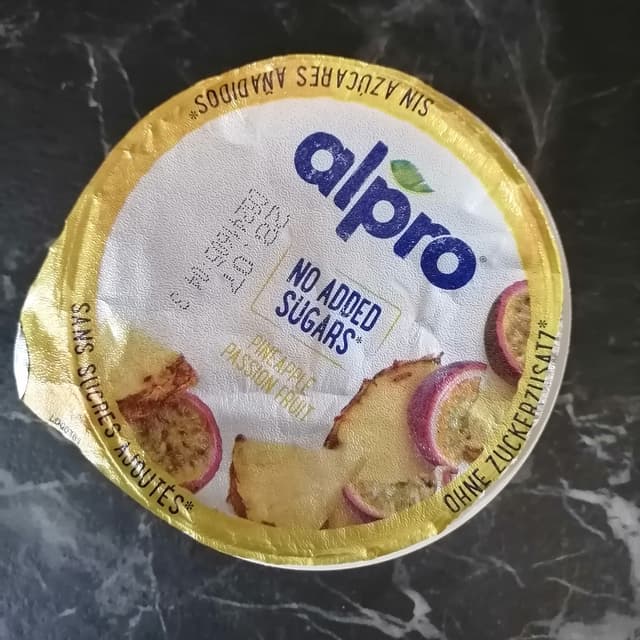 SIN AZÚCARES AÑADIDOS*
alpro®
NO ADDED
SUGARS*
PINEAPPLE
PASSION FRUIT
SANS SUCRES AJOUTÉS*
OHNE ZUCKERZUSATZ*